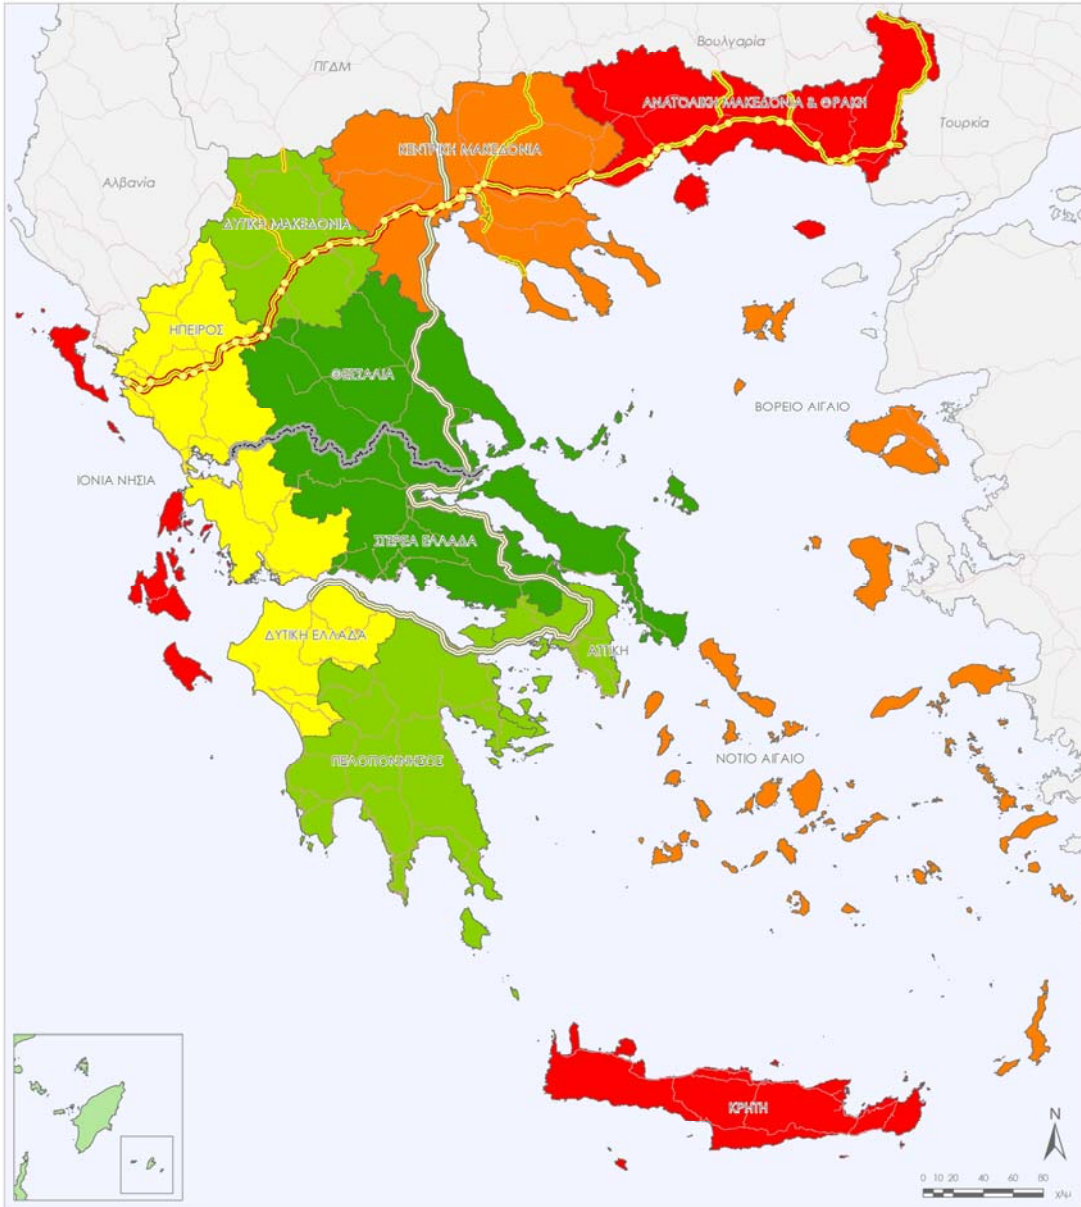 Βουλγαρία
ΠΓΔΜ
ΑΝΑΤΟΛΙΚΗ ΜΑΚΕΔΟΝΙΑ & ΘΡΑΚΗ
Τουρκία
ΚΕΝΤΡΙΚΗ ΜΑΚΕΔΟΝΙΑ
Αλβανία
ΔΥΤΙΚΗ ΜΑΚΕΔΟΝΙΑ
ΗΠΕΙΡΟΣ
ΘΕΣΣΑΛΙΑ
ΒΟΡΕΙΟ ΑΙΓΑΙΟ
ΙΟΝΙΑ ΝΗΣΙΑ
ΣΤΕΡΕΑ ΕΛΛΑΔΑ
ΔΥΤΙΚΗ ΕΛΛΑΔΑ
ΑΤΤΙΚΗ
ΠΕΛΟΠΟΝΝΗΣΟΣ
ΝΟΤΙΟ ΑΙΓΑΙΟ
ΚΡΗΤΗ
N
0 10 20 40 60 80
χλμ